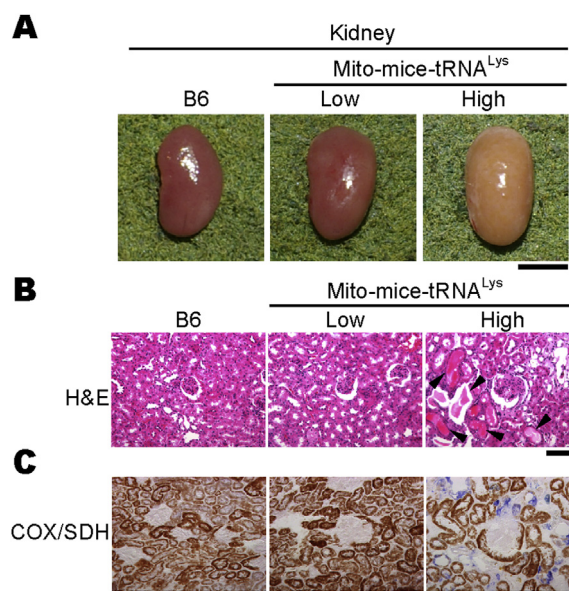 A
Kidney
Mito-mice-tRNA^Lys
B6 Low High
B
Mito-mice-tRNA^Lys
B6 Low High
H&E
C
COX/SDH